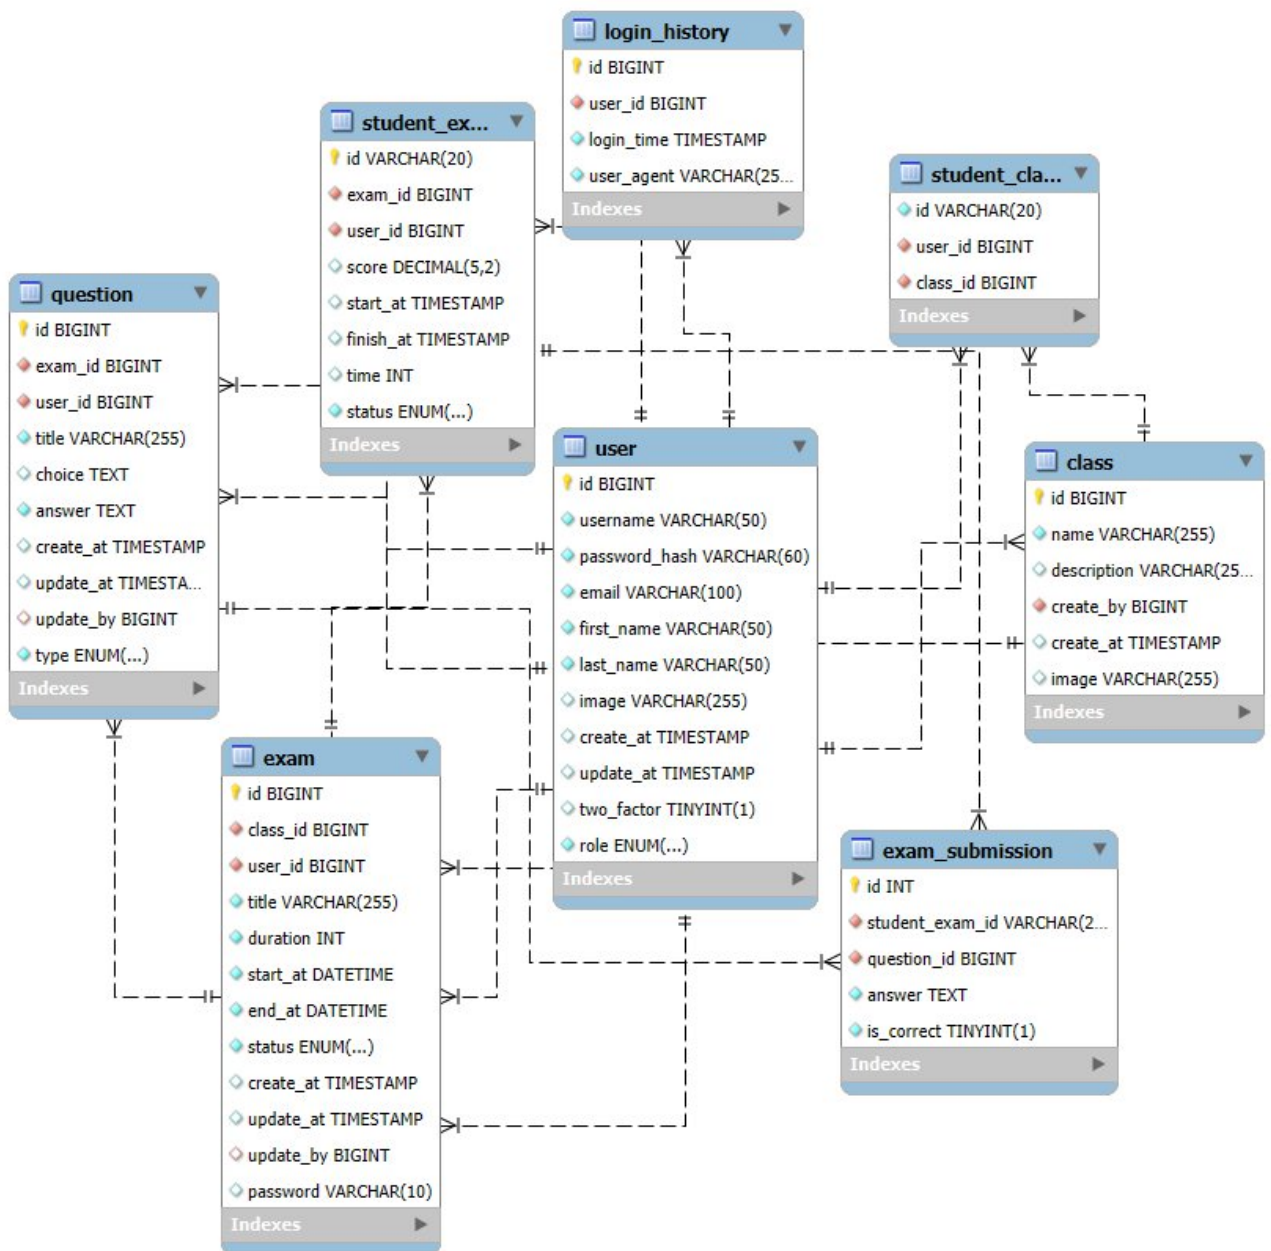 login_history
id BIGINT
user_id BIGINT
login_time TIMESTAMP
user_agent VARCHAR(25...
Indexes
student_ex...
id VARCHAR(20)
exam_id BIGINT
user_id BIGINT
score DECIMAL(5,2)
start_at TIMESTAMP
finish_at TIMESTAMP
time INT
status ENUM(...)
Indexes
student_cla...
id VARCHAR(20)
user_id BIGINT
class_id BIGINT
Indexes
question
id BIGINT
exam_id BIGINT
user_id BIGINT
title VARCHAR(255)
choice TEXT
answer TEXT
create_at TIMESTAMP
update_at TIMESTA...
update_by BIGINT
type ENUM(...)
Indexes
user
id BIGINT
username VARCHAR(50)
password_hash VARCHAR(60)
email VARCHAR(100)
first_name VARCHAR(50)
last_name VARCHAR(50)
image VARCHAR(255)
create_at TIMESTAMP
update_at TIMESTAMP
two_factor TINYINT(1)
role ENUM(...)
Indexes
class
id BIGINT
name VARCHAR(255)
description VARCHAR(25...
create_by BIGINT
create_at TIMESTAMP
image VARCHAR(255)
Indexes
exam
id BIGINT
class_id BIGINT
user_id BIGINT
title VARCHAR(255)
duration INT
start_at DATETIME
end_at DATETIME
status ENUM(...)
create_at TIMESTAMP
update_at TIMESTAMP
update_by BIGINT
password VARCHAR(10)
Indexes
exam_submission
id INT
student_exam_id VARCHAR(2...
question_id BIGINT
answer TEXT
is_correct TINYINT(1)
Indexes